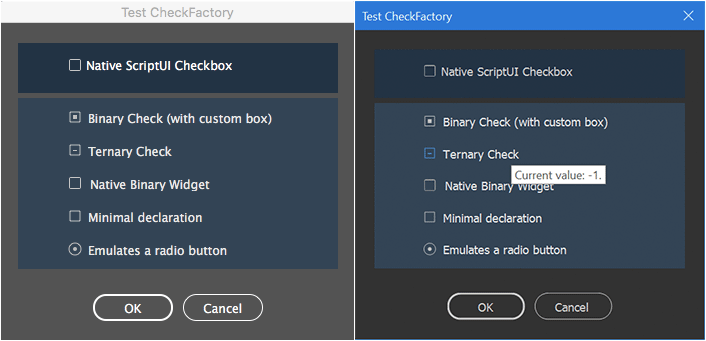 Test CheckFactory
Native ScriptUI Checkbox
Binary Check (with custom box)
Ternary Check
Native Binary Widget
Minimal declaration
Emulates a radio button
OK
Cancel
Test CheckFactory
Native ScriptUI Checkbox
Binary Check (with custom box)
Ternary Check
Current value: -1.
Native Binary Widget
Minimal declaration
Emulates a radio button
OK
Cancel